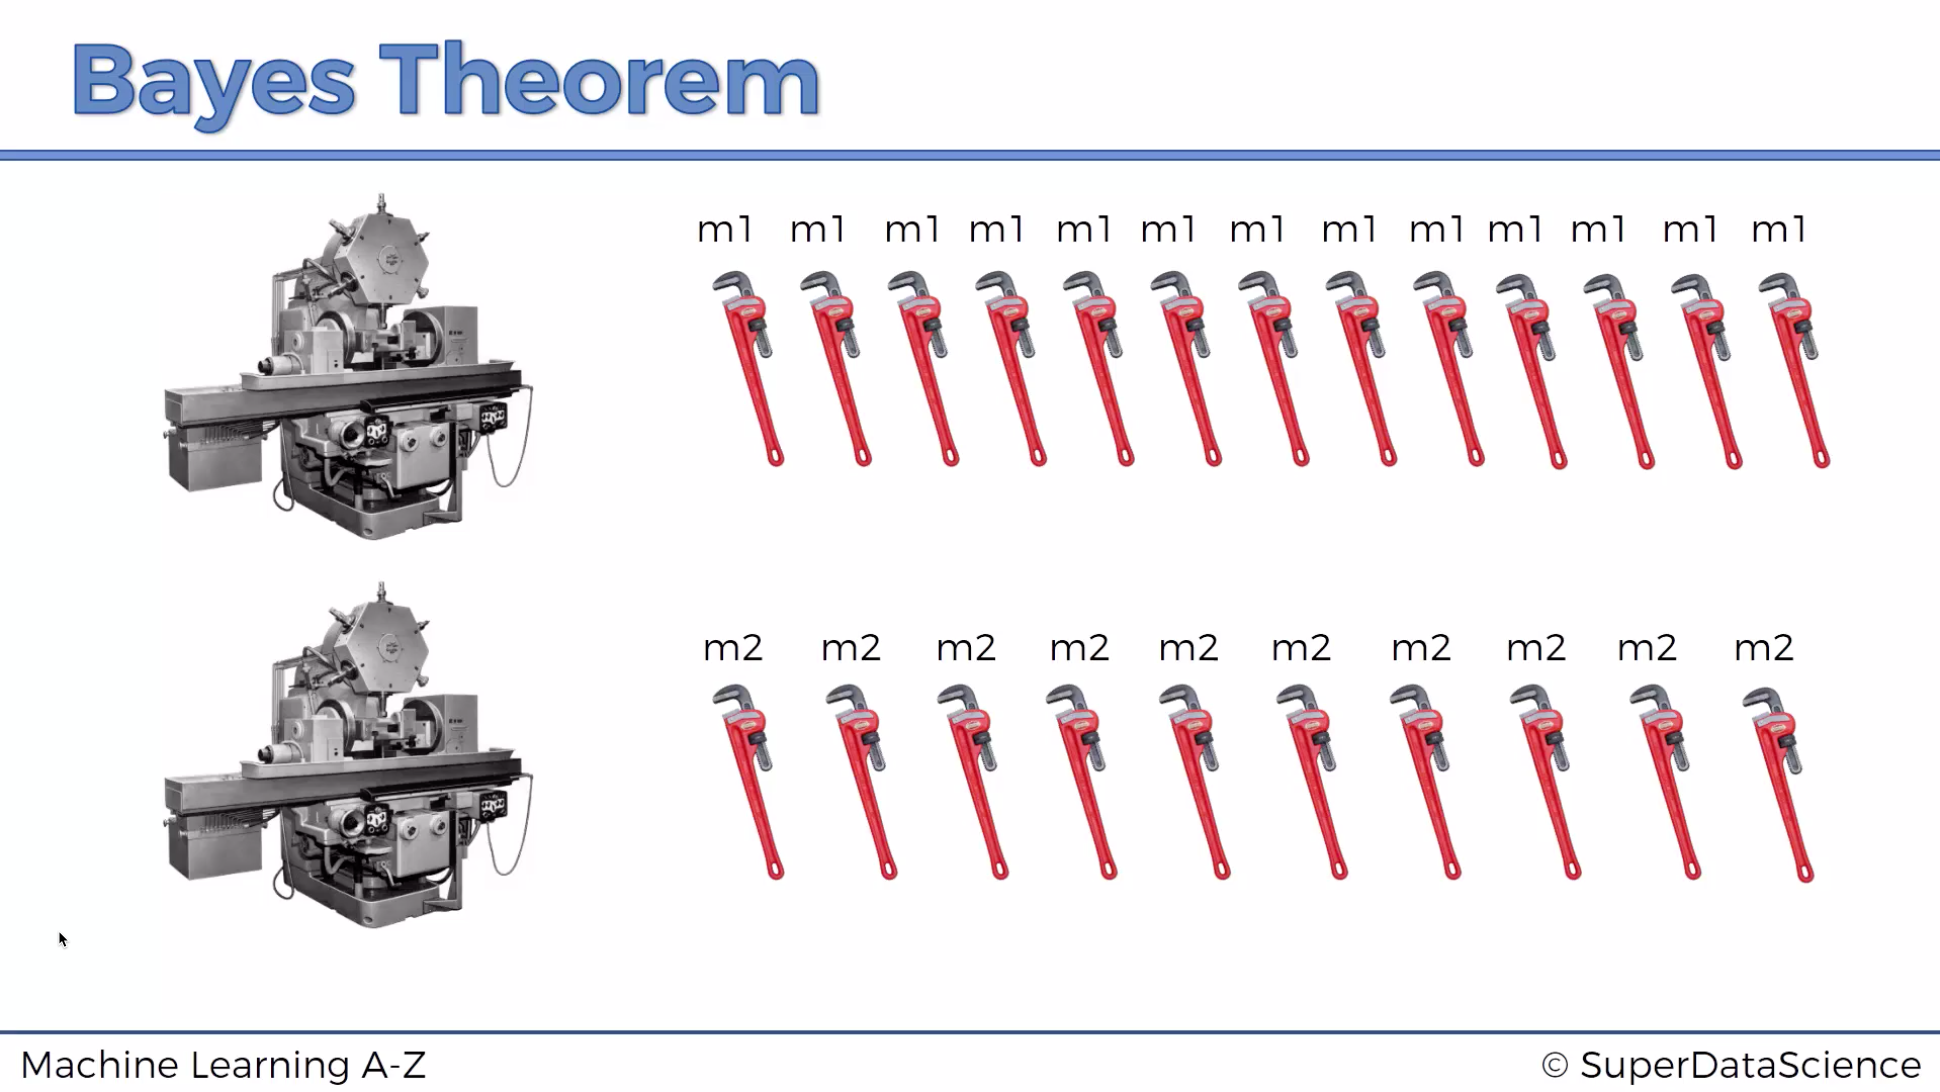 Bayes Theorem
m1 m1 m1 m1 m1 m1 m1 m1 m1 m1 m1 m1 m1
m2 m2 m2 m2 m2 m2 m2 m2 m2 m2
Machine Learning A-Z
© SuperDataScience